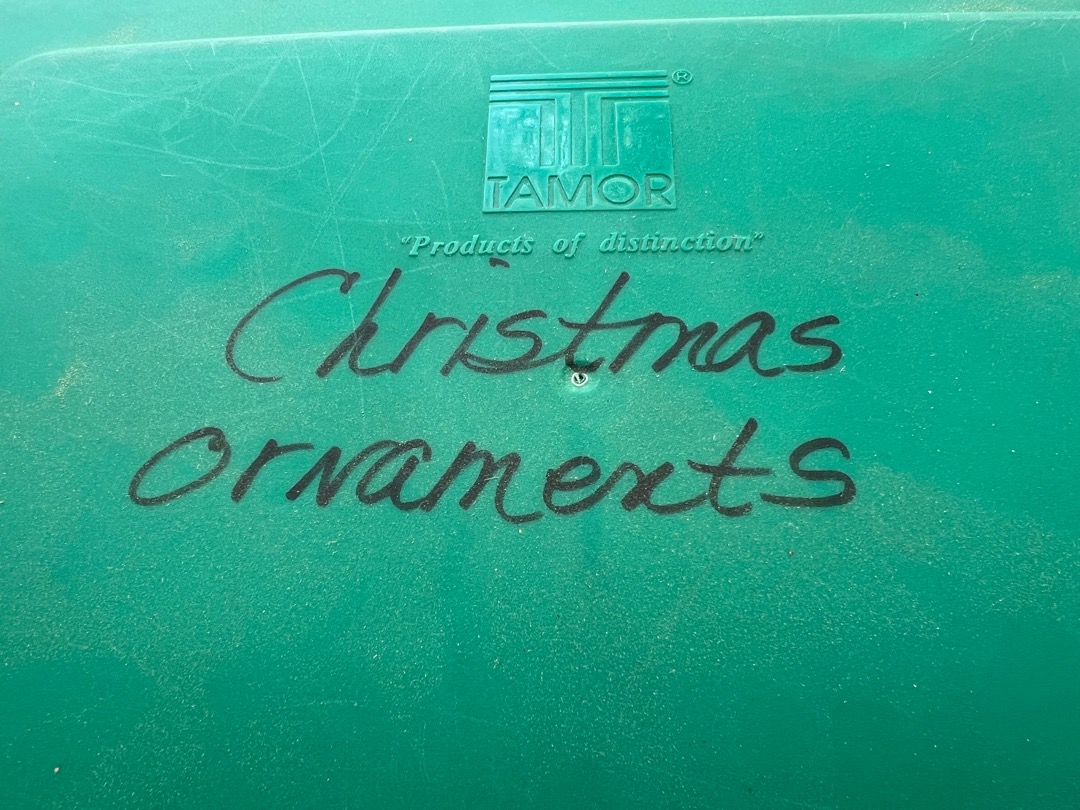 ®
TAMOR
"Products of distinction"
Christmas
ornaments